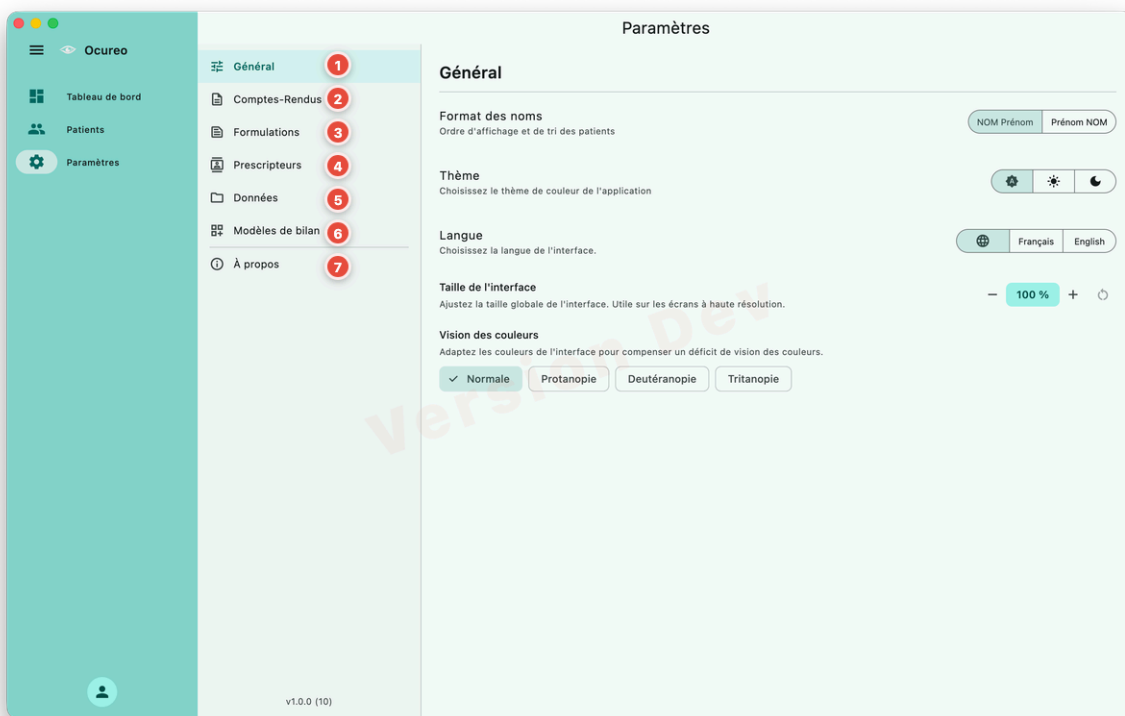 Paramètres
Ocureo
Tableau de bord
Patients
Paramètres
Général 1
Comptes-Rendus 2
Formulations 3
Prescripteurs 4
Données 5
Modèles de bilan 6
À propos 7
v1.0.0 (10)
Général
Format des noms
Ordre d'affichage et de tri des patients
NOM Prénom Prénom NOM
Thème
Choisissez le thème de couleur de l'application
A
Langue
Choisissez la langue de l'interface.
Français English
Taille de l'interface
Ajustez la taille globale de l'interface. Utile sur les écrans à haute résolution.
− 100 % +
Vision des couleurs
Adaptez les couleurs de l'interface pour compenser un déficit de vision des couleurs.
✓ Normale Protanopie Deutéranopie Tritanopie
Version Dev